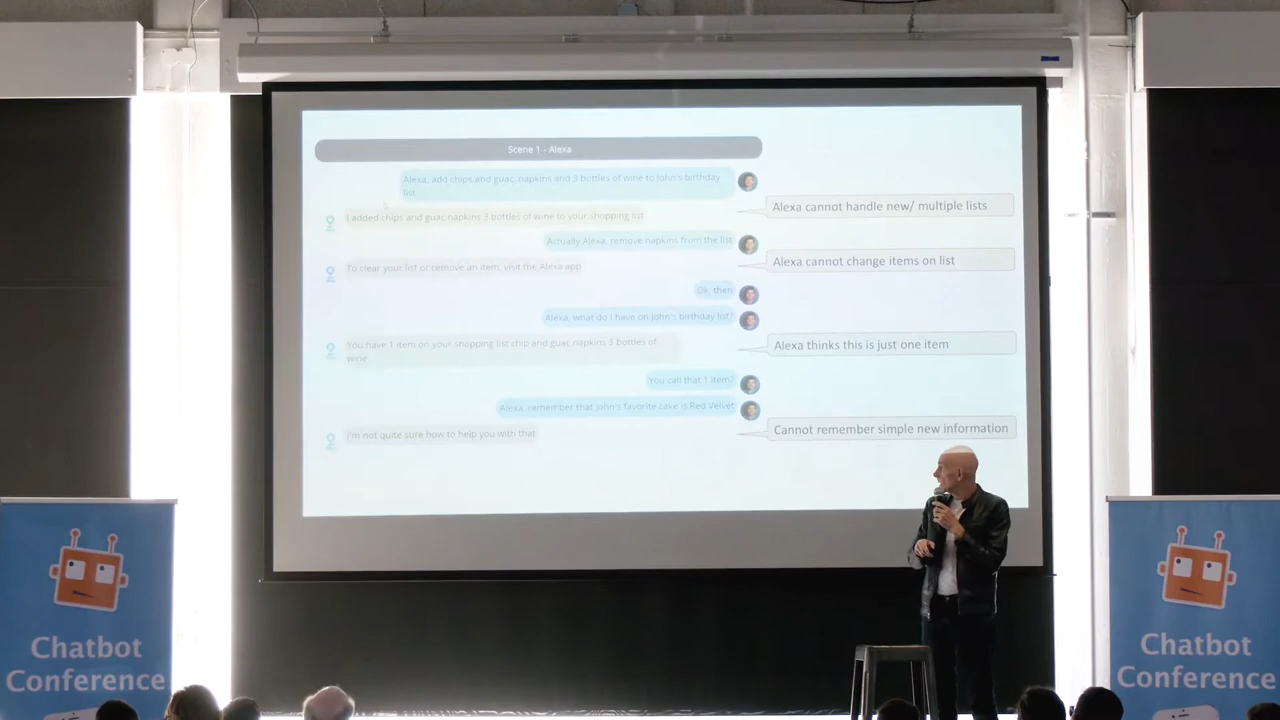 Scene 1 - Alexa
Alexa, add chips and guac, napkins and 3 bottles of wine to John's birthday
list
Alexa cannot handle new/ multiple lists
I added chips and guac napkins 3 bottles of wine to your shopping list
Actually Alexa, remove napkins from the list
Alexa cannot change items on list
To clear your list or remove an item, visit the Alexa app
Ok, then
Alexa, what do I have on John's birthday list?
You have 1 item on your shopping list chip and guac napkins 3 bottles of
wine
Alexa thinks this is just one item
You call that 1 item?
Alexa, remember that John's favorite cake is Red Velvet
Cannot remember simple new information
I'm not quite sure how to help you with that
Chatbot
Conference
Chatbot
Conference